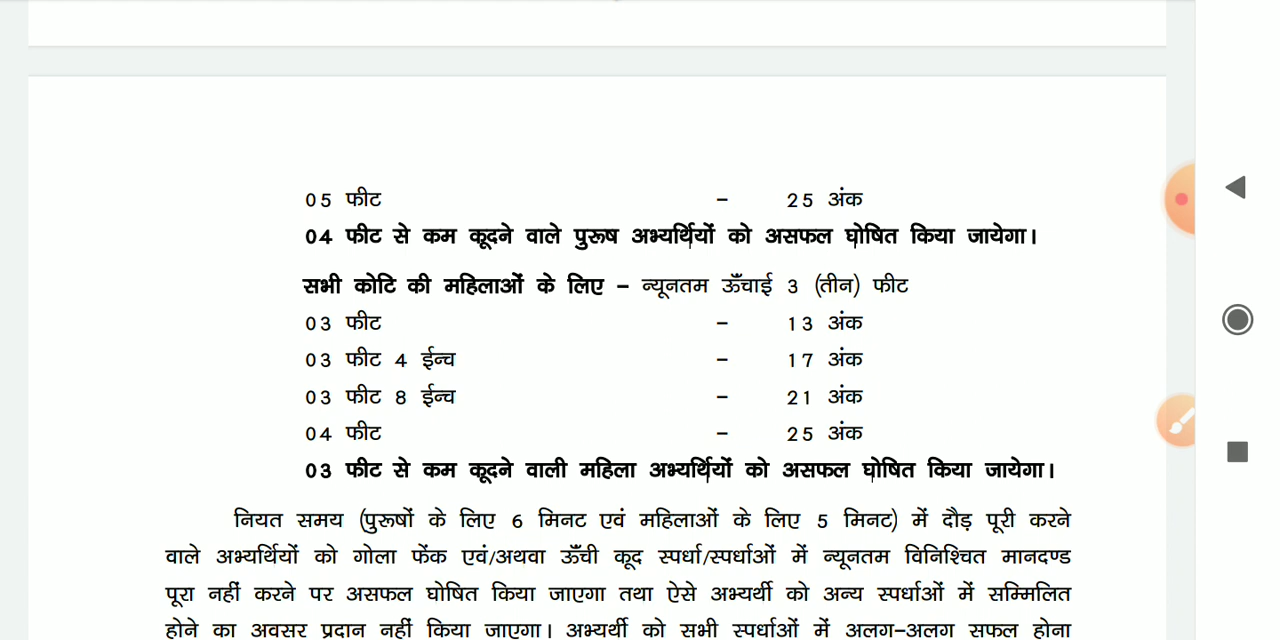 05 फीट – 25 अंक
04 फीट से कम कूदने वाले पुरूष अभ्यर्थियों को असफल घोषित किया जायेगा।
सभी कोटि की महिलाओं के लिए – न्यूनतम ऊँचाई 3 (तीन) फीट
03 फीट – 13 अंक
03 फीट 4 ईन्च – 17 अंक
03 फीट 8 ईन्च – 21 अंक
04 फीट – 25 अंक
03 फीट से कम कूदने वाली महिला अभ्यर्थियों को असफल घोषित किया जायेगा।
नियत समय (पुरूषों के लिए 6 मिनट एवं महिलाओं के लिए 5 मिनट) में दौड़ पूरी करने
वाले अभ्यर्थियों को गोला फेंक एवं/अथवा ऊँची कूद स्पर्धा/स्पर्धाओं में न्यूनतम विनिश्चित मानदण्ड
पूरा नहीं करने पर असफल घोषित किया जाएगा तथा ऐसे अभ्यर्थी को अन्य स्पर्धाओं में सम्मिलित
होने का अवसर प्रदान नहीं किया जाएगा। अभ्यर्थी को सभी स्पर्धाओं में अलग–अलग सफल होना